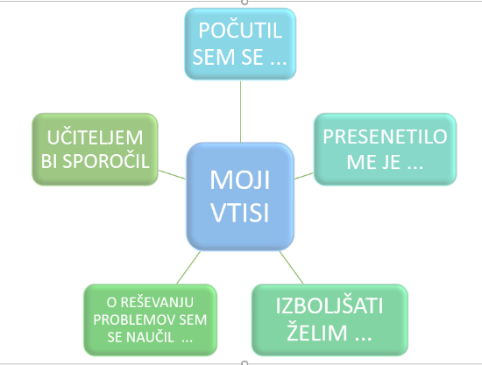 POČUTIL
SEM SE ...
UČITELJEM
BI SPOROČIL
PRESENETILO
ME JE ...
MOJI
VTISI
O REŠEVANJU
PROBLEMOV SEM
SE NAUČIL ...
IZBOLJŠATI
ŽELIM ...